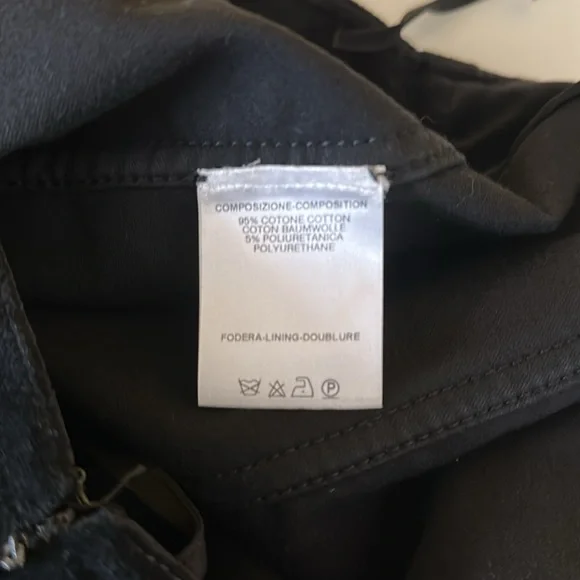 COMPOSIZIONE-COMPOSITION
95% COTONE COTTON
COTON BAUMWOLLE
5% POLIURETANICA
POLYURETHANE
FODERA-LINING-DOUBLURE
P